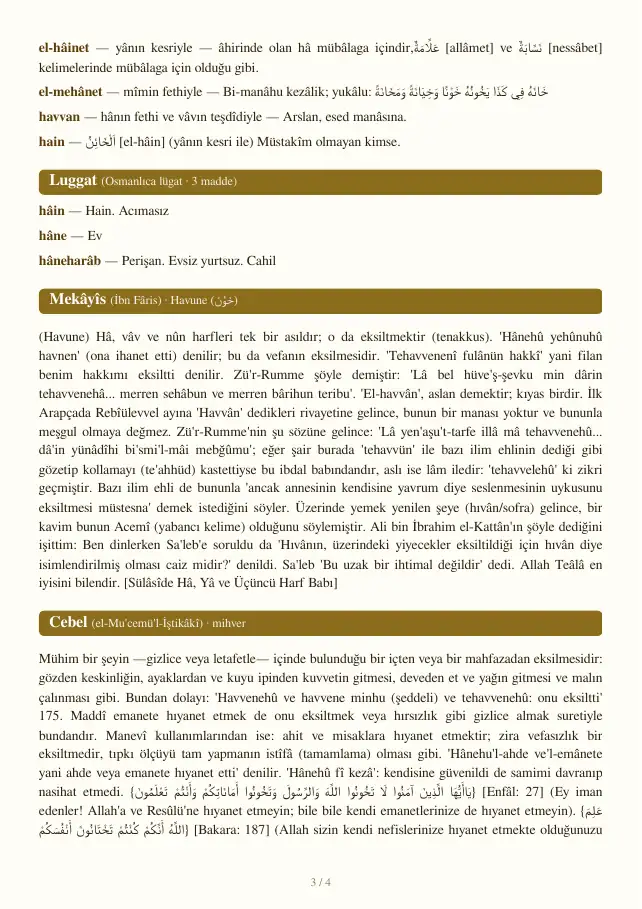 el-hâinet — yânın kesriyle — âhirinde olan hâ mübâlaga içindir, عَلَّامَةٌ [allâmet] ve نَسَّابَةٌ [nessâbet]
kelimelerinde mübâlaga için olduğu gibi.
el-mehânet — mîmin fethiyle — Bi-manâhu kezâlik; yukâlu: خَانَهُ فِي كَذَا يَخُونُهُ خَوْنًا وَخِيَانَةً وَمَخَانَةً
havvan — hânın fethi ve vâvın teşdîdiyle — Arslan, esed manâsına.
hain — اَلْخَائِنُ [el-hâin] (yânın kesri ile) Müstakîm olmayan kimse.
Luggat (Osmanlıca lügat · 3 madde)
hâin — Hain. Acımasız
hâne — Ev
hâneharâb — Perişan. Evsiz yurtsuz. Cahil
Mekâyîs (İbn Fâris) · Havune (خَوُنَ)
(Havune) Hâ, vâv ve nûn harfleri tek bir asıldır; o da eksiltmektir (tenakkus). 'Hânehû yehûnuhû
havnen' (ona ihanet etti) denilir; bu da vefanın eksilmesidir. 'Tehavvenenî fulânün hakkî' yani filan
benim hakkımı eksiltti denilir. Zü'r-Rumme şöyle demiştir: 'Lâ bel hüve'ş-şevku min dârin
tehavvenehâ... merren sehâbun ve merren bârihun teribu'. 'El-havvân', aslan demektir; kıyas birdir. İlk
Arapçada Rebîülevvel ayına 'Havvân' dedikleri rivayetine gelince, bunun bir manası yoktur ve bununla
meşgul olmaya değmez. Zü'r-Rumme'nin şu sözüne gelince: 'Lâ yen'aşu't-tarfe illâ mâ tehavvenehû...
dâ'in yünâdîhi bi'smi'l-mâi mebğûmu'; eğer şair burada 'tehavvün' ile bazı ilim ehlinin dediği gibi
gözetip kollamayı (te'ahhüd) kastettiyse bu ibdal babındandır, aslı ise lâm iledir: 'tehavvelehû' ki zikri
geçmiştir. Bazı ilim ehli de bununla 'ancak annesinin kendisine yavrum diye seslenmesinin uykusunu
eksiltmesi müstesna' demek istediğini söyler. Üzerinde yemek yenilen şeye (hıvân/sofra) gelince, bir
kavim bunun Acemî (yabancı kelime) olduğunu söylemiştir. Ali bin İbrahim el-Kattân'ın şöyle dediğini
işittim: Ben dinlerken Sa'leb'e soruldu da 'Hıvânın, üzerindeki yiyecekler eksiltildiği için hıvân diye
isimlendirilmiş olması caiz midir?' denildi. Sa'leb 'Bu uzak bir ihtimal değildir' dedi. Allah Teâlâ en
iyisini bilendir. [Sülâsîde Hâ, Yâ ve Üçüncü Harf Babı]
Cebel (el-Mu'cemü'l-İştikâkî) · mihver
Mühim bir şeyin —gizlice veya letafetle— içinde bulunduğu bir içten veya bir mahfazadan eksilmesidir:
gözden keskinliğin, ayaklardan ve kuyu ipinden kuvvetin gitmesi, deveden et ve yağın gitmesi ve malın
çalınması gibi. Bundan dolayı: 'Havvenehû ve havvene minhu (şeddeli) ve tehavvenehû: onu eksiltti'
175. Maddî emanete hıyanet etmek de onu eksiltmek veya hırsızlık gibi gizlice almak suretiyle
bundandır. Manevî kullanımlarından ise: ahit ve misaklara hıyanet etmektir; zira vefasızlık bir
eksiltmedir, tıpkı ölçüyü tam yapmanın istîfâ (tamamlama) olması gibi. 'Hânehu'l-ahde ve'l-emânete
yani ahde veya emanete hıyanet etti' denilir. 'Hânehû fî kezâ': kendisine güvenildi de samimi davranıp
nasihat etmedi. {يَاأَيُّهَا الَّذِينَ آمَنُوا لَا تَخُونُوا اللَّهَ وَالرَّسُولَ وَتَخُونُوا أَمَانَاتِكُمْ وَأَنْتُمْ تَعْلَمُونَ} [Enfâl: 27] (Ey iman
edenler! Allah'a ve Resûlü'ne hıyanet etmeyin; bile bile kendi emanetlerinize de hıyanet etmeyin). {عَلِمَ
اللَّهُ أَنَّكُمْ كُنْتُمْ تَخْتَانُونَ أَنْفُسَكُمْ} [Bakara: 187] (Allah sizin kendi nefislerinize hıyanet etmekte olduğunuzu
3 / 4